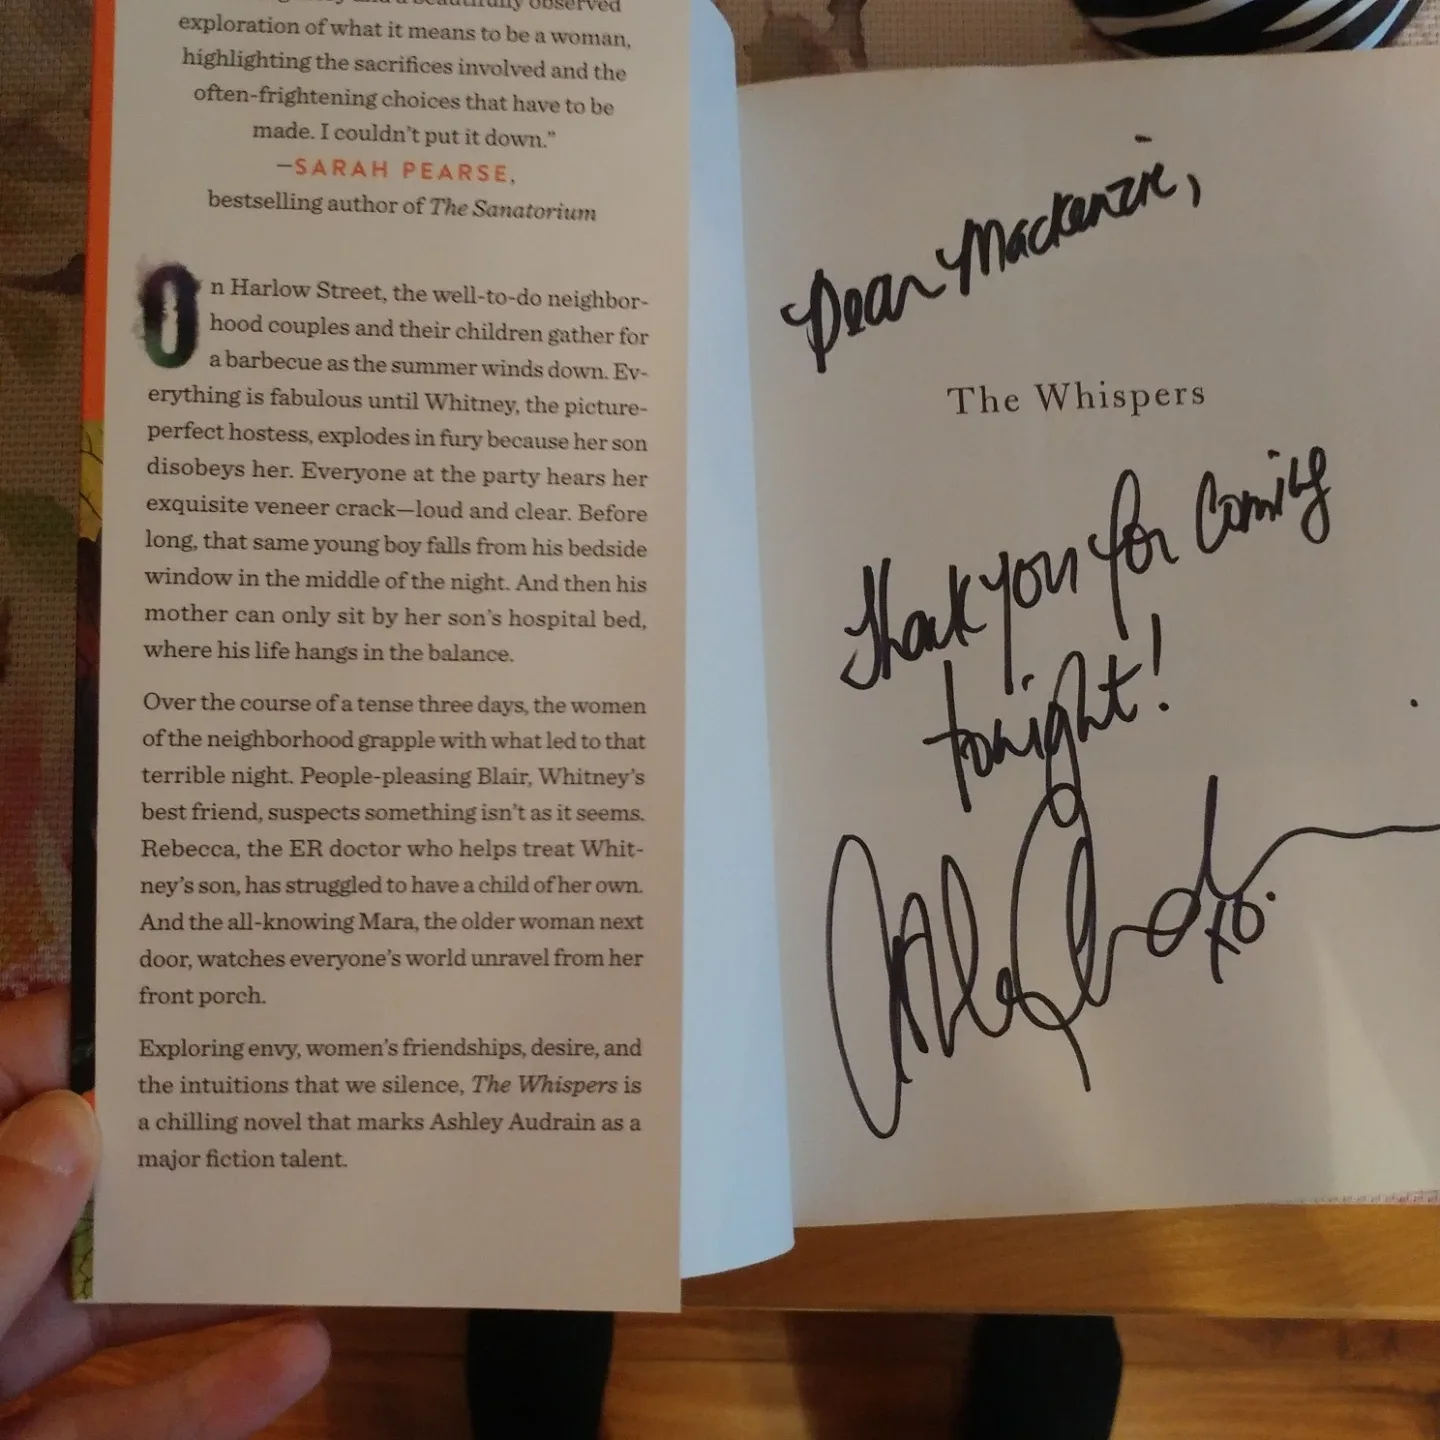 beautifully observed
exploration of what it means to be a woman,
highlighting the sacrifices involved and the
often-frightening choices that have to be
made. I couldn't put it down.”
—SARAH PEARSE,
bestselling author of The Sanatorium
On Harlow Street, the well-to-do neighbor-
hood couples and their children gather for
a barbecue as the summer winds down. Ev-
erything is fabulous until Whitney, the picture-
perfect hostess, explodes in fury because her son
disobeys her. Everyone at the party hears her
exquisite veneer crack—loud and clear. Before
long, that same young boy falls from his bedside
window in the middle of the night. And then his
mother can only sit by her son's hospital bed,
where his life hangs in the balance.
Over the course of a tense three days, the women
of the neighborhood grapple with what led to that
terrible night. People-pleasing Blair, Whitney's
best friend, suspects something isn't as it seems.
Rebecca, the ER doctor who helps treat Whit-
ney's son, has struggled to have a child of her own.
And the all-knowing Mara, the older woman next
door, watches everyone's world unravel from her
front porch.
Exploring envy, women's friendships, desire, and
the intuitions that we silence, The Whispers is
a chilling novel that marks Ashley Audrain as a
major fiction talent.
Dear Mackenzie,
The Whispers
Thank you for coming
tonight!
xo.